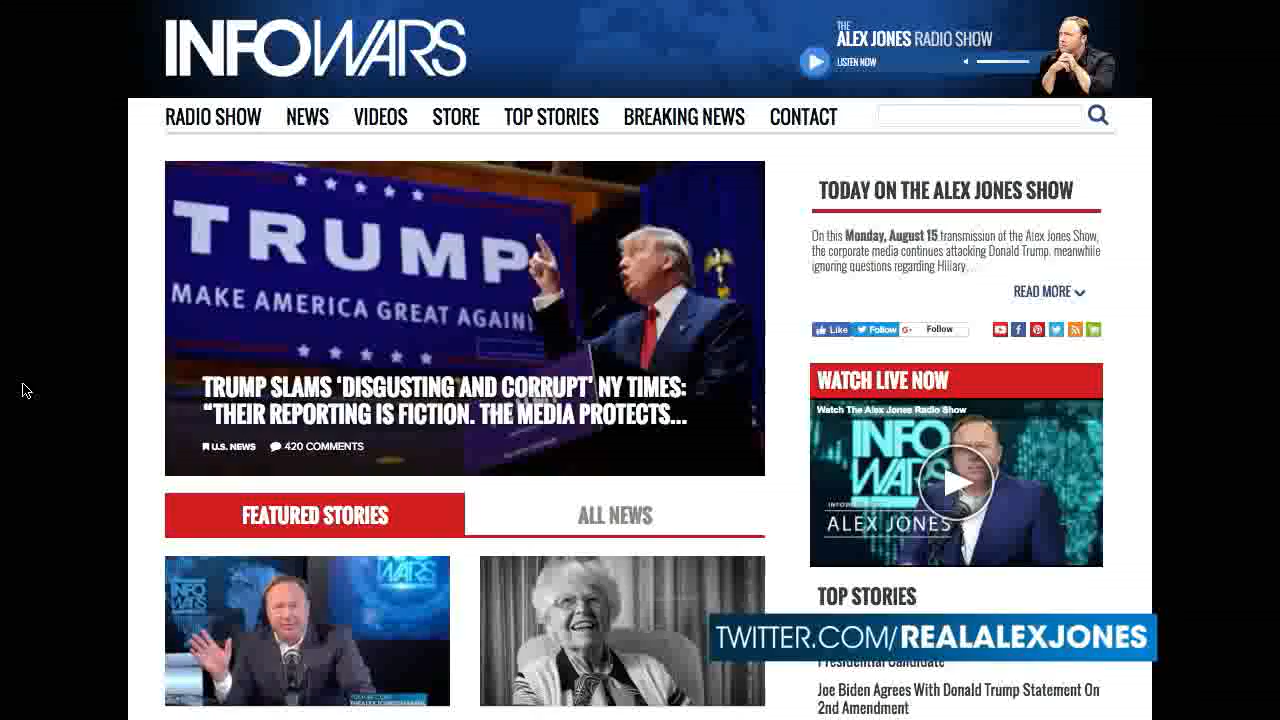 INFOWARS
THE
ALEX JONES RADIO SHOW
LISTEN NOW
RADIO SHOW NEWS VIDEOS STORE TOP STORIES BREAKING NEWS CONTACT
TRUMP
MAKE AMERICA GREAT AGAIN!
TRUMP SLAMS ‘DISGUSTING AND CORRUPT’ NY TIMES:
“THEIR REPORTING IS FICTION. THE MEDIA PROTECTS...
U.S. NEWS 420 COMMENTS
FEATURED STORIES ALL NEWS
INFO
WARS
TODAY ON THE ALEX JONES SHOW
On this Monday, August 15 transmission of the Alex Jones Show,
the corporate media continues attacking Donald Trump, meanwhile
ignoring questions regarding Hillary...
READ MORE
Like Follow G+ Follow
WATCH LIVE NOW
Watch The Alex Jones Radio Show
INFO
WARS
ALEX JONES
TOP STORIES
TWITTER.COM/REALALEXJONES
Presidential Candidate
Joe Biden Agrees With Donald Trump Statement On
2nd Amendment